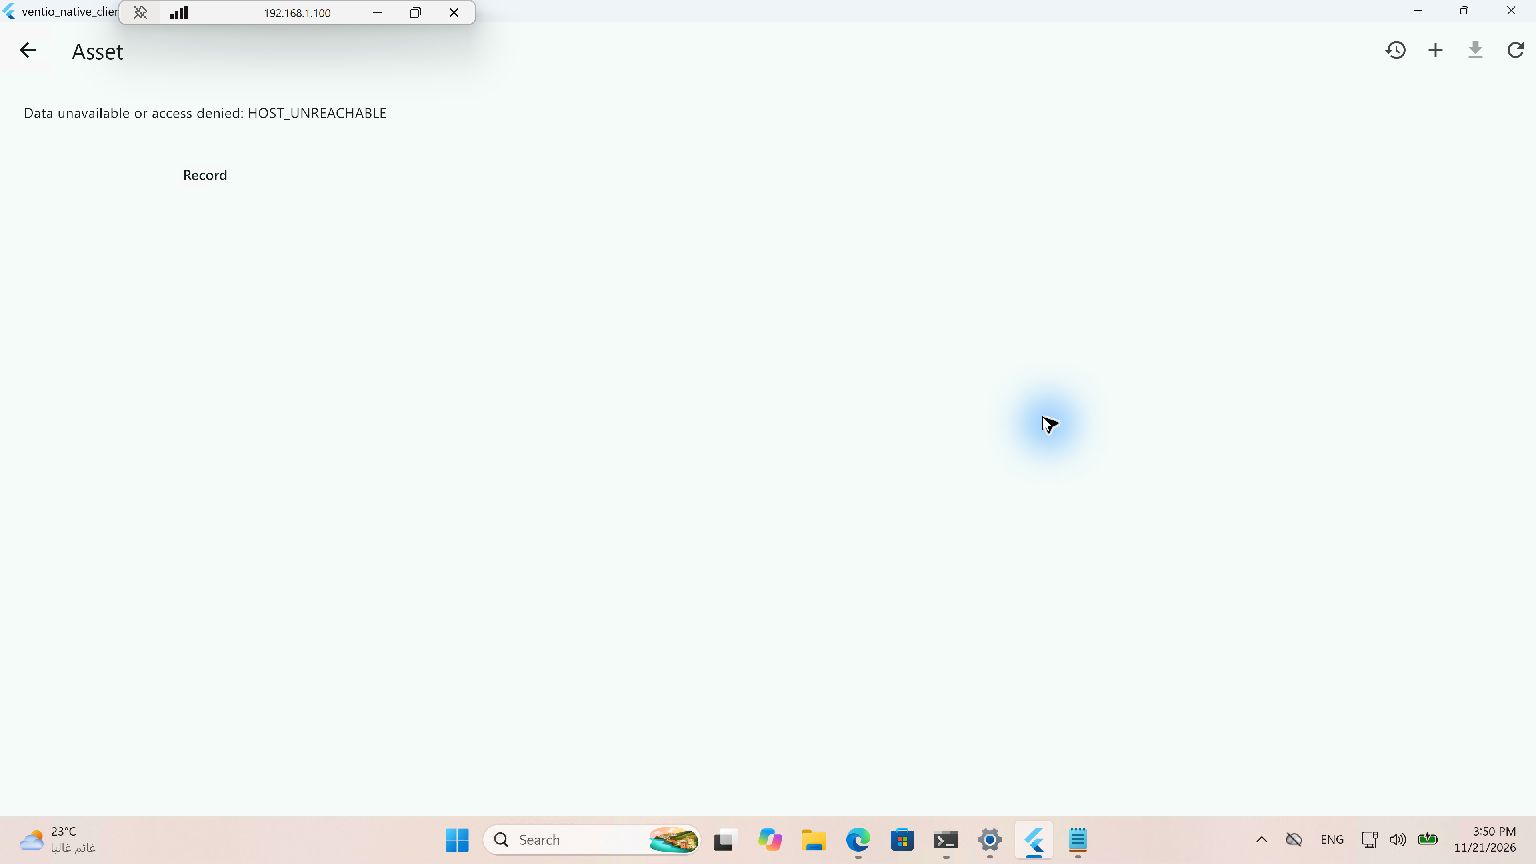 ventio_native_clien
192.168.1.100
Asset
Data unavailable or access denied: HOST_UNREACHABLE
Record
23°C
غائم غالبا
Search
ENG
3:50 PM
11/21/2026